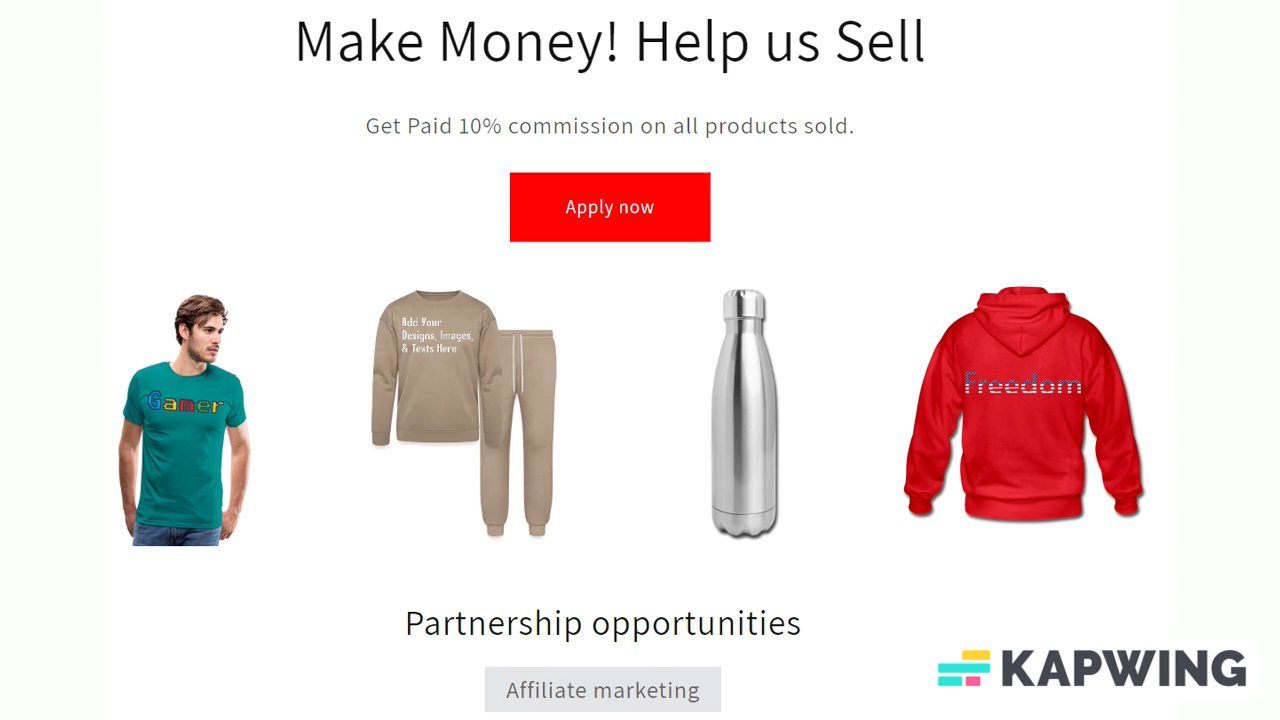 Make Money! Help us Sell
Get Paid 10% commission on all products sold.
Apply now
Gamer
Add Your
Designs, Images,
& Texts Here
Freedom
Partnership opportunities
Affiliate marketing
KAPWING